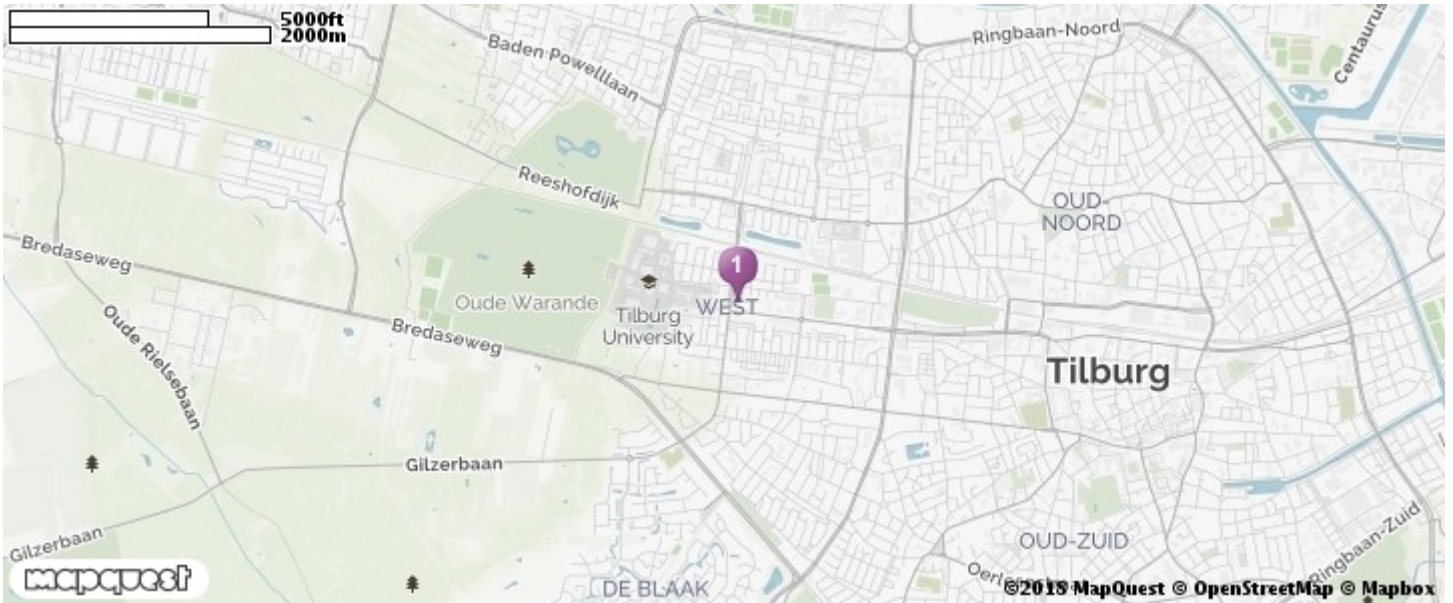 5000ft
2000m
Ringbaan-Noord
Centaurus
Baden Powelllaan
Reeshofdijk
OUD-
NOORD
Bredaseweg
1
Oude Warande
WEST
Tilburg
University
Oude Rielsebaan
Bredaseweg
Tilburg
Gilzerbaan
Gilzerbaan
OUD-ZUID
Ringbaan-Zuid
mapquest
DE BLAAK
©2018 MapQuest © OpenStreetMap © Mapbox